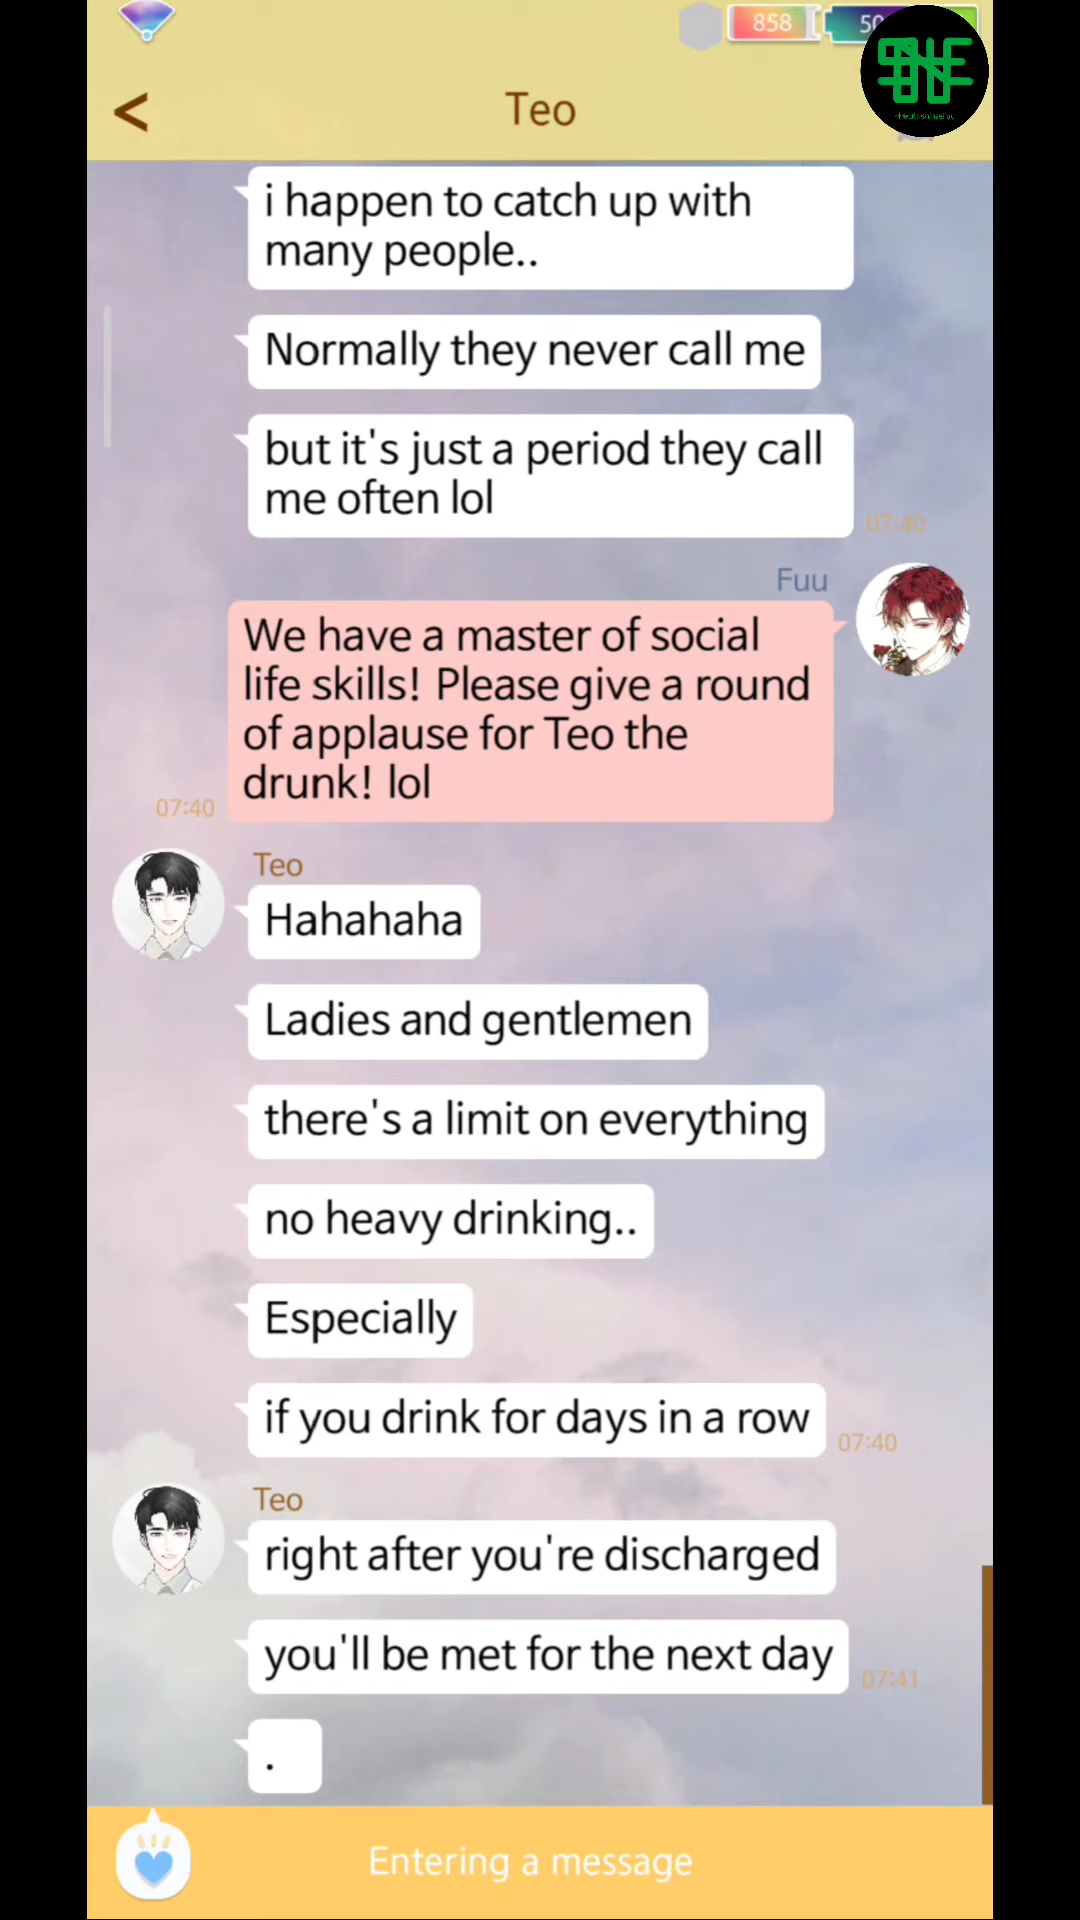 858
Teo
i happen to catch up with
many people..
Normally they never call me
but it's just a period they call
me often lol
07:40
Fuu
We have a master of social
life skills! Please give a round
of applause for Teo the
drunk! lol
07:40
Teo
Hahahaha
Ladies and gentlemen
there's a limit on everything
no heavy drinking..
Especially
if you drink for days in a row
07:40
Teo
right after you're discharged
you'll be met for the next day
07:41
.
Entering a message